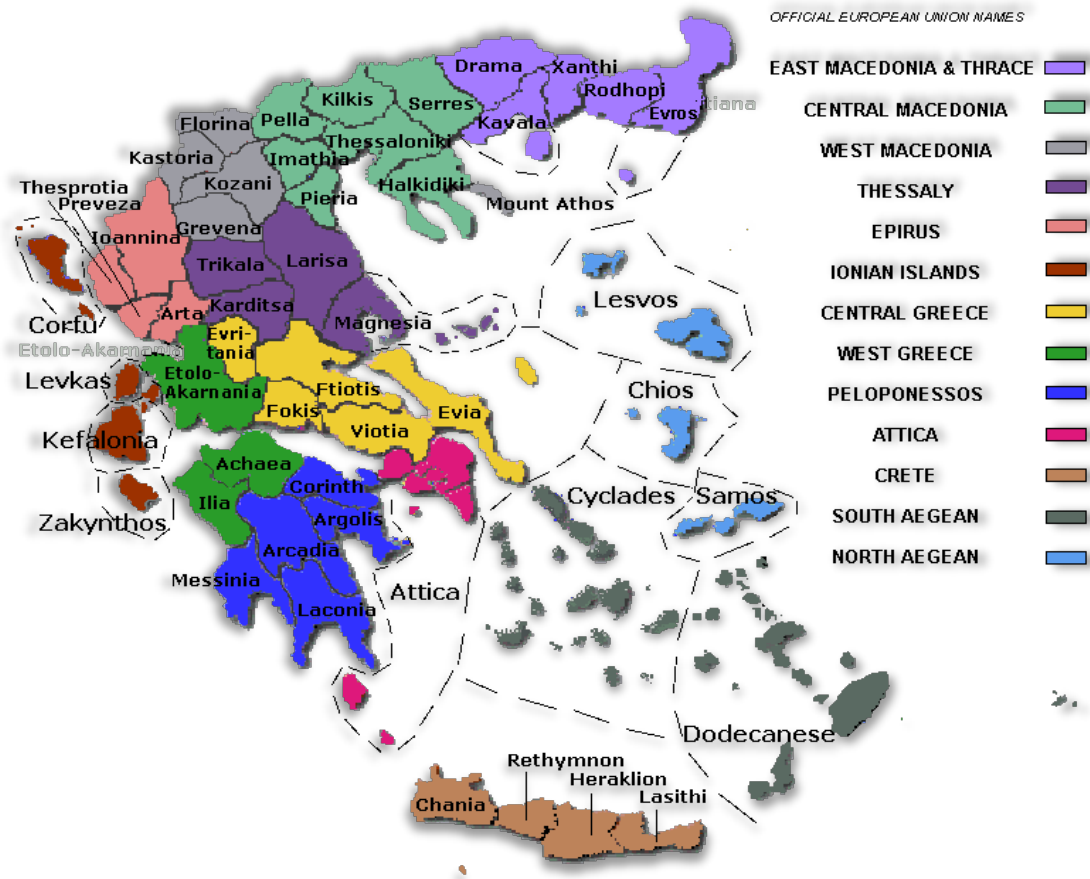 OFFICIAL EUROPEAN UNION NAMES
EAST MACEDONIA & THRACE
CENTRAL MACEDONIA
WEST MACEDONIA
THESSALY
EPIRUS
IONIAN ISLANDS
CENTRAL GREECE
WEST GREECE
PELOPONESSOS
ATTICA
CRETE
SOUTH AEGEAN
NORTH AEGEAN
Drama
Xanthi
Rodhopi
Evros
Kavala
Serres
Kilkis
Pella
Thessaloniki
Imathia
Halkidiki
Pieria
Mount Athos
Florina
Kastoria
Kozani
Grevena
Thesprotia
Preveza
Ioannina
Arta
Trikala
Larisa
Karditsa
Magnesia
Corfu
Etolo-Akarnania
Levkas
Kefalonia
Zakynthos
Evri-
tania
Etolo-
Akarnania
Ftiotis
Fokis
Viotia
Evia
Achaea
Ilia
Corinth
Argolis
Arcadia
Messinia
Laconia
Attica
Lesvos
Chios
Samos
Cyclades
Dodecanese
Chania
Rethymnon
Heraklion
Lasithi